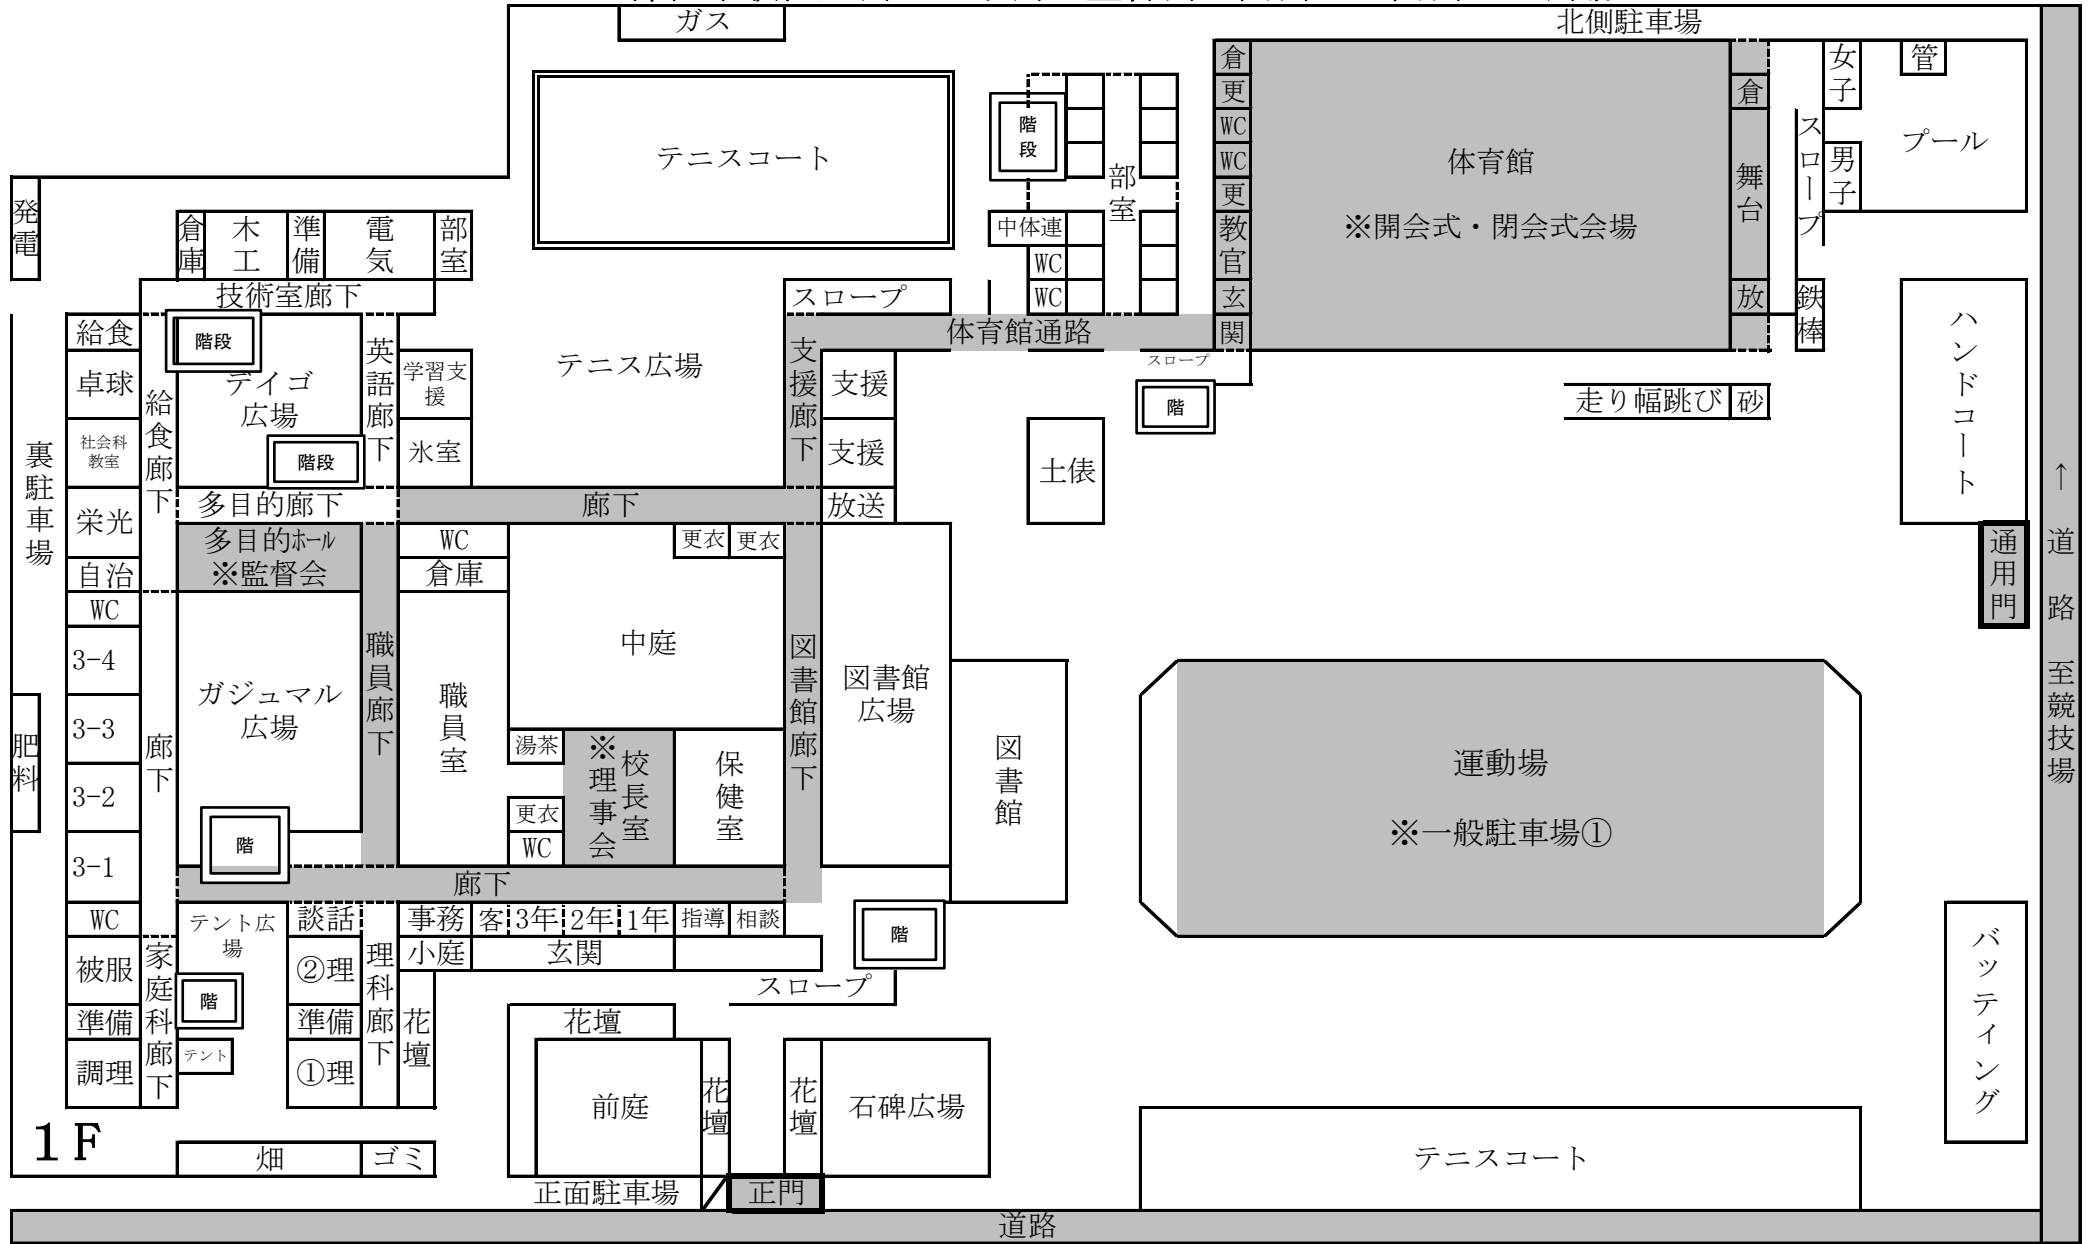 ガス
北側駐車場
倉
更
WC
WC
更
教官
玄関
体育館
※開会式・閉会式会場
倉
舞台
放
スロープ
女子
男子
管
プール
テニスコート
階段
部室
中体連
WC
WC
発電
倉庫
木工
準備
電気
部室
技術室廊下
スロープ
体育館通路
鉄棒
ハンドコート
給食
階段
デイゴ
広場
英語廊下
テニス広場
支援廊下
スロープ
階
走り幅跳び
砂
卓球
給食廊下
学習支
援
支援
社会科
教室
階段
氷室
支援
土俵
裏駐車場
栄光
多目的廊下
廊下
放送
通用門
←道路 至競技場
多目的ホール
※監督会
WC
倉庫
更衣
更衣
自治
WC
3-4
3-3
3-2
3-1
WC
肥料
廊下
ガジュマル
広場
職員廊下
職員室
中庭
図書館廊下
図書館
広場
図書館
湯茶
更衣
WC
※理事会
校長室
保健室
階
廊下
運動場
※一般駐車場①
テント広
場
談話
事務
客
3年
2年
1年
指導
相談
階
被服
家庭科廊下
階
②理
理科廊下
小庭
玄関
スロープ
準備
準備
花壇
花壇
調理
テント
①理
前庭
花壇
花壇
石碑広場
バッティング
1F
畑
ゴミ
テニスコート
正面駐車場
正門
道路